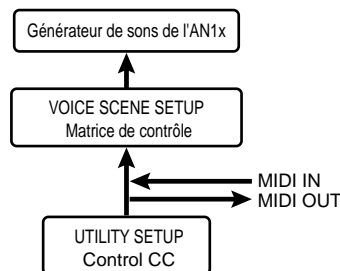 Générateur de sons de l'AN1x
VOICE SCENE SETUP
Matrice de contrôle
MIDI IN
MIDI OUT
UTILITY SETUP
Control CC